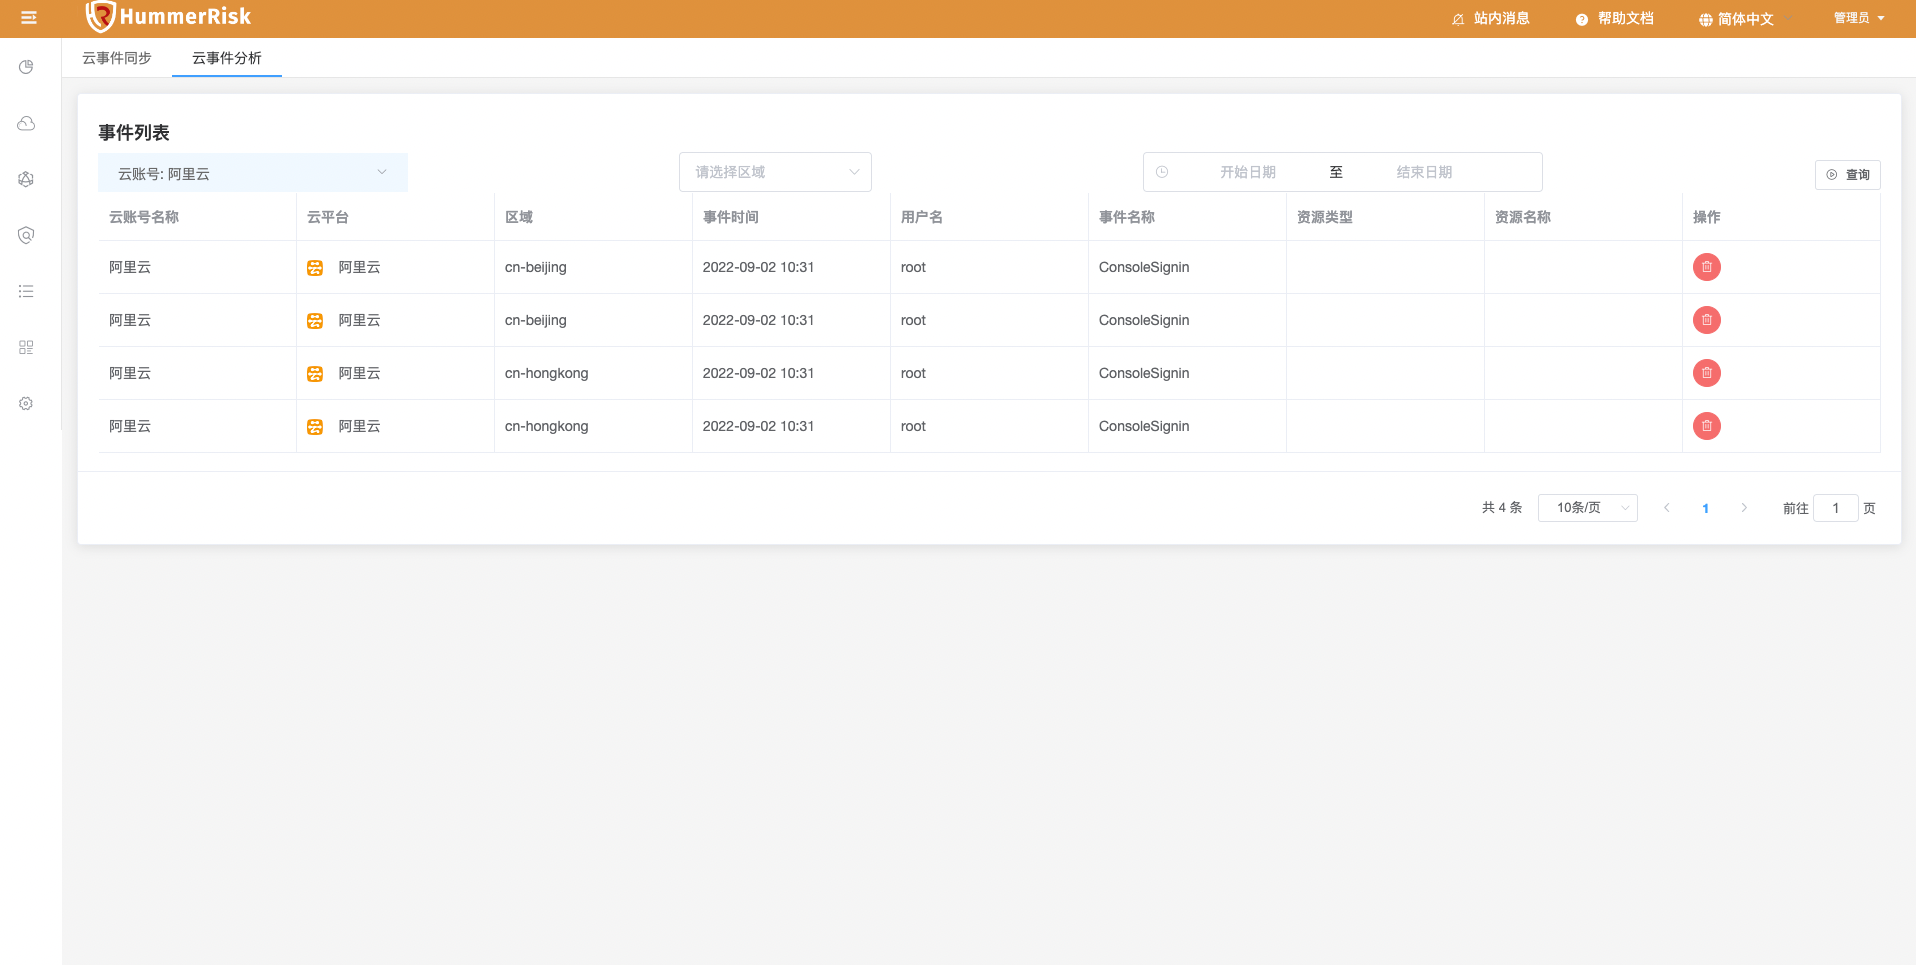 HummerRisk
站内消息 帮助文档 简体中文 管理员
云事件同步 云事件分析
事件列表
云账号: 阿里云 请选择区域 开始日期 至 结束日期 查询
云账号名称 云平台 区域 事件时间 用户名 事件名称 资源类型 资源名称 操作
阿里云 阿里云 cn-beijing 2022-09-02 10:31 root ConsoleSignin
阿里云 阿里云 cn-beijing 2022-09-02 10:31 root ConsoleSignin
阿里云 阿里云 cn-hongkong 2022-09-02 10:31 root ConsoleSignin
阿里云 阿里云 cn-hongkong 2022-09-02 10:31 root ConsoleSignin
共 4 条 10条/页 1 前往 1 页